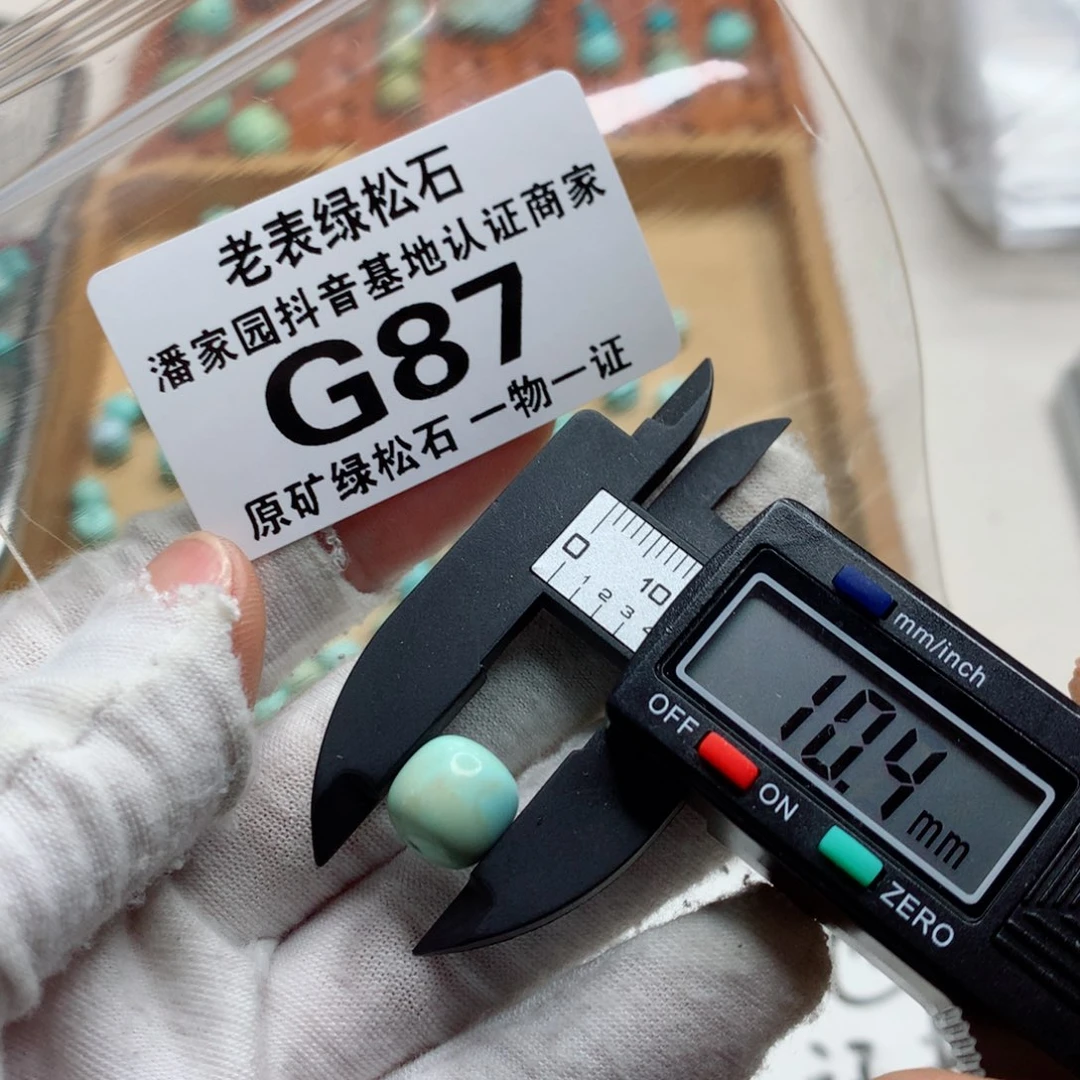 老表绿松石
潘家园抖音基地认证商家
G87
原矿绿松石 一物一证
0
10
1 2 3
mm/inch
OFF
ON
10.4 mm
ZERO